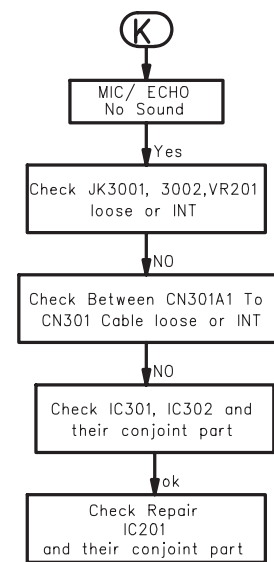 K
MIC/ ECHO
No Sound
Yes
Check JK3001, 3002,VR201
loose or INT
NO
Check Between CN301A1 To
CN301 Cable loose or INT
NO
Check IC301, IC302 and
their conjoint part
ok
Check Repair
IC201
and their conjoint part